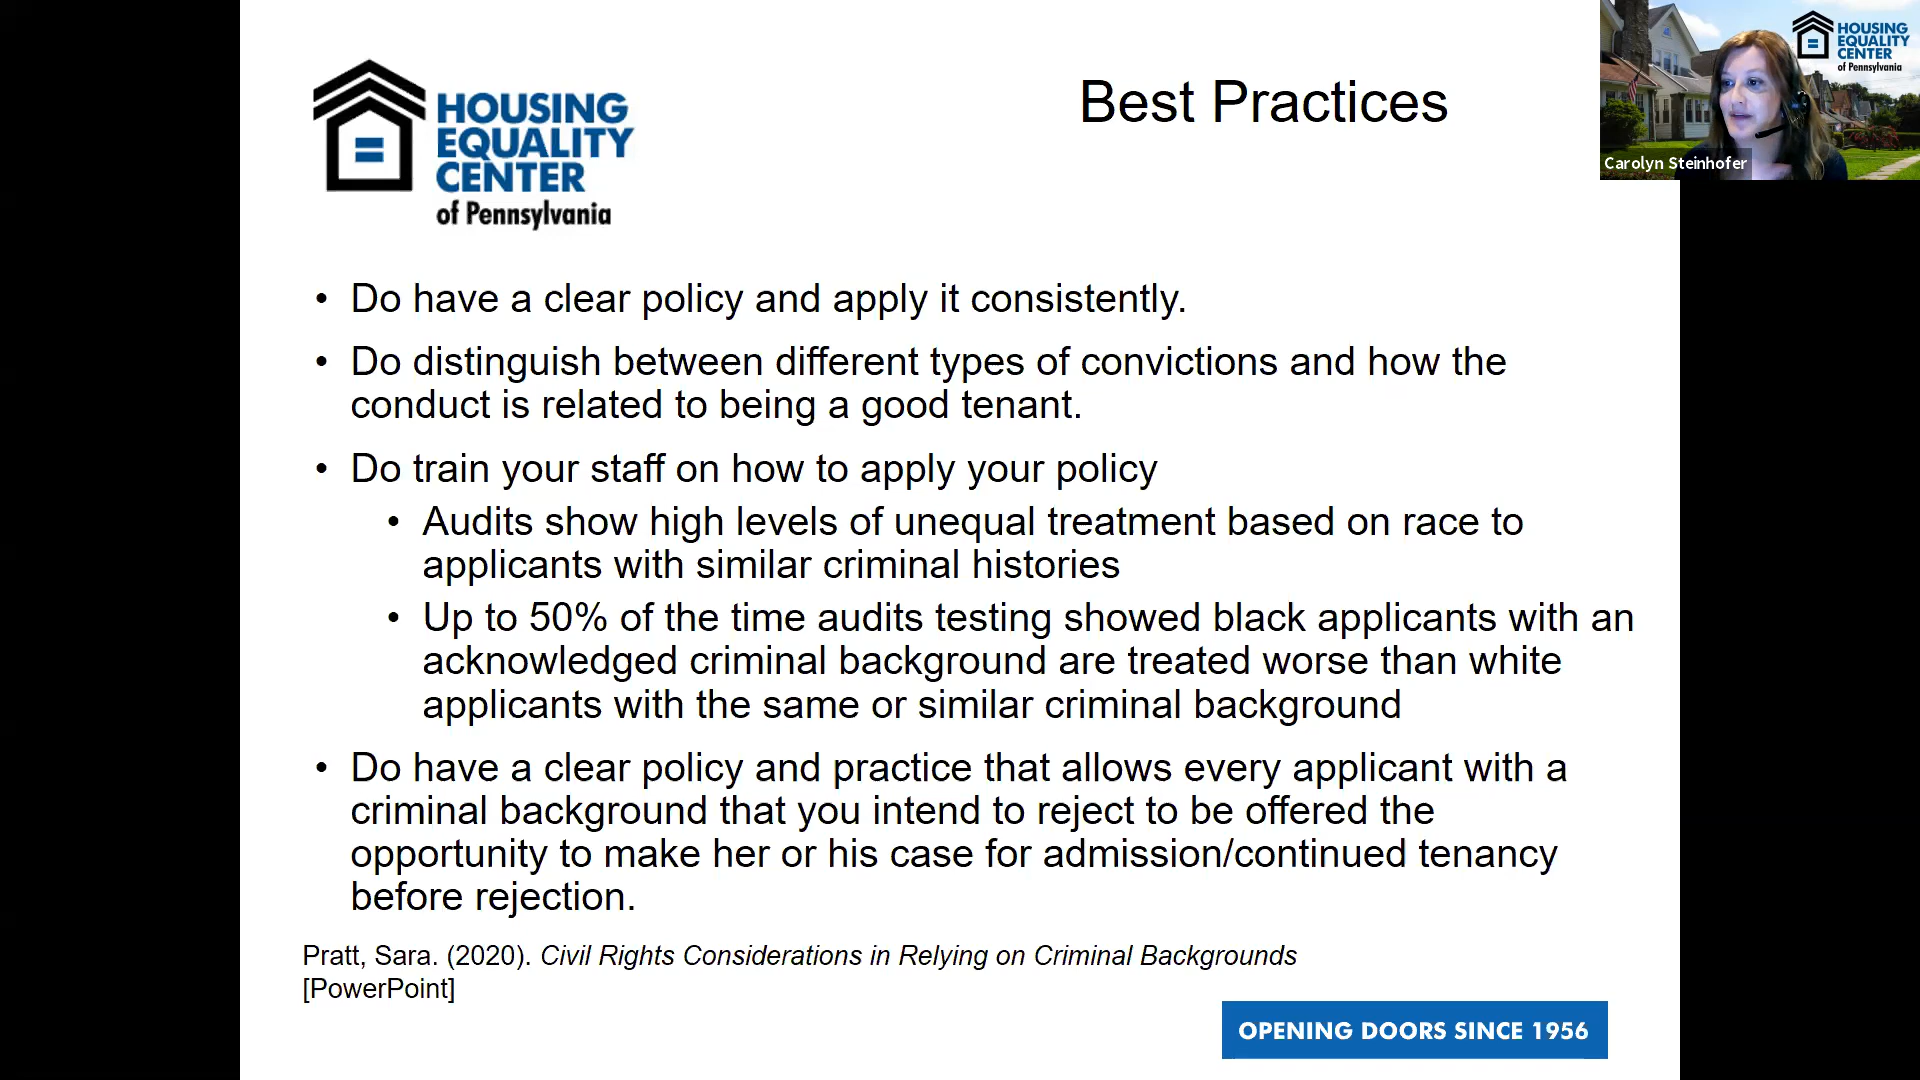 HOUSING
EQUALITY
CENTER
of Pennsylvania
Best Practices
HOUSING
EQUALITY
CENTER
of Pennsylvania
Carolyn Steinhofer
• Do have a clear policy and apply it consistently.
• Do distinguish between different types of convictions and how the
conduct is related to being a good tenant.
• Do train your staff on how to apply your policy
• Audits show high levels of unequal treatment based on race to
applicants with similar criminal histories
• Up to 50% of the time audits testing showed black applicants with an
acknowledged criminal background are treated worse than white
applicants with the same or similar criminal background
• Do have a clear policy and practice that allows every applicant with a
criminal background that you intend to reject to be offered the
opportunity to make her or his case for admission/continued tenancy
before rejection.
Pratt, Sara. (2020). Civil Rights Considerations in Relying on Criminal Backgrounds
[PowerPoint]
OPENING DOORS SINCE 1956